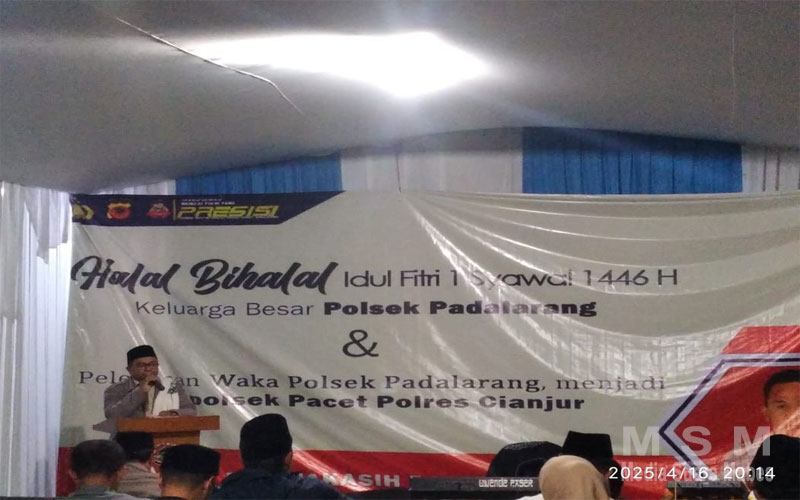 PRESISI
Halal Bihalal Idul Fitri 1 Syawal 1446 H
Keluarga Besar Polsek Padalarang
&
Waka Polsek Padalarang, menjadi
Pacet Polres Cianjur
MSM
2025/4/16 20:14